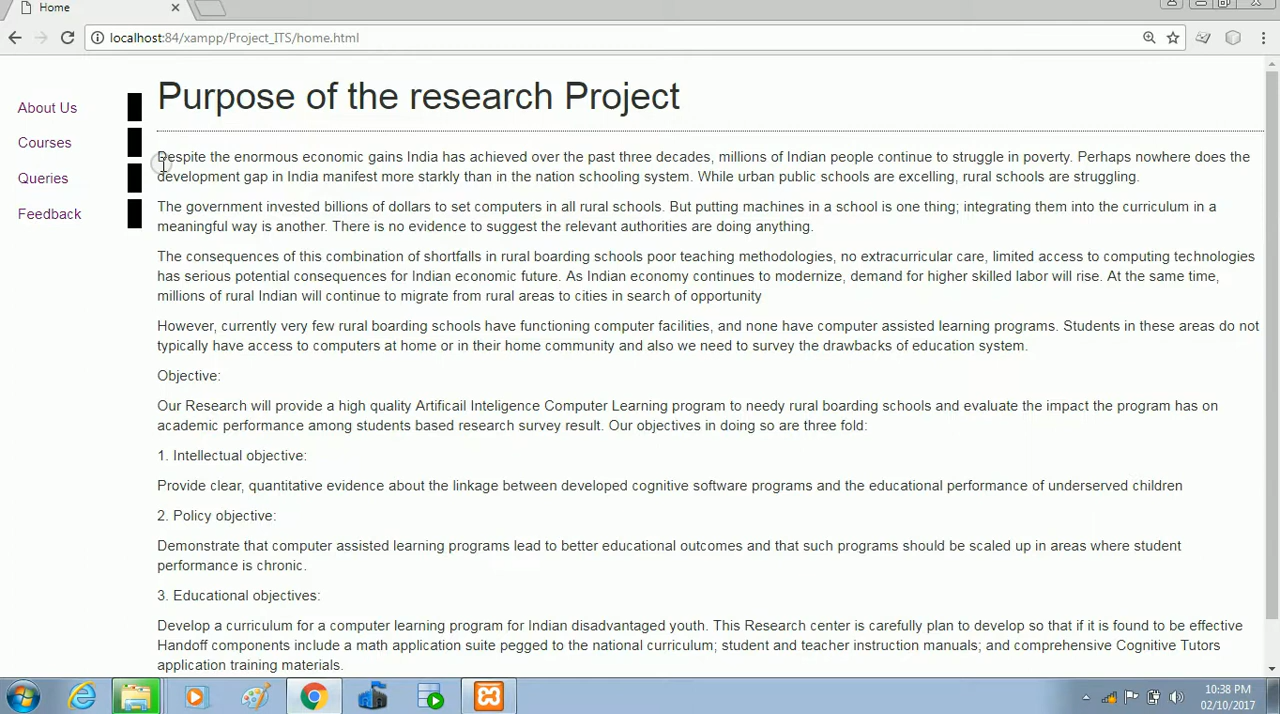 Home
localhost:84/xampp/Project_ITS/home.html
About Us
Courses
Queries
Feedback
Purpose of the research Project
Despite the enormous economic gains India has achieved over the past three decades, millions of Indian people continue to struggle in poverty. Perhaps nowhere does the
development gap in India manifest more starkly than in the nation schooling system. While urban public schools are excelling, rural schools are struggling.
The government invested billions of dollars to set computers in all rural schools. But putting machines in a school is one thing; integrating them into the curriculum in a
meaningful way is another. There is no evidence to suggest the relevant authorities are doing anything.
The consequences of this combination of shortfalls in rural boarding schools poor teaching methodologies, no extracurricular care, limited access to computing technologies
has serious potential consequences for Indian economic future. As Indian economy continues to modernize, demand for higher skilled labor will rise. At the same time,
millions of rural Indian will continue to migrate from rural areas to cities in search of opportunity
However, currently very few rural boarding schools have functioning computer facilities, and none have computer assisted learning programs. Students in these areas do not
typically have access to computers at home or in their home community and also we need to survey the drawbacks of education system.
Objective:
Our Research will provide a high quality Artificail Inteligence Computer Learning program to needy rural boarding schools and evaluate the impact the program has on
academic performance among students based research survey result. Our objectives in doing so are three fold:
1. Intellectual objective:
Provide clear, quantitative evidence about the linkage between developed cognitive software programs and the educational performance of underserved children
2. Policy objective:
Demonstrate that computer assisted learning programs lead to better educational outcomes and that such programs should be scaled up in areas where student
performance is chronic.
3. Educational objectives:
Develop a curriculum for a computer learning program for Indian disadvantaged youth. This Research center is carefully plan to develop so that if it is found to be effective
Handoff components include a math application suite pegged to the national curriculum; student and teacher instruction manuals; and comprehensive Cognitive Tutors
application training materials.
10:38 PM
02/10/2017